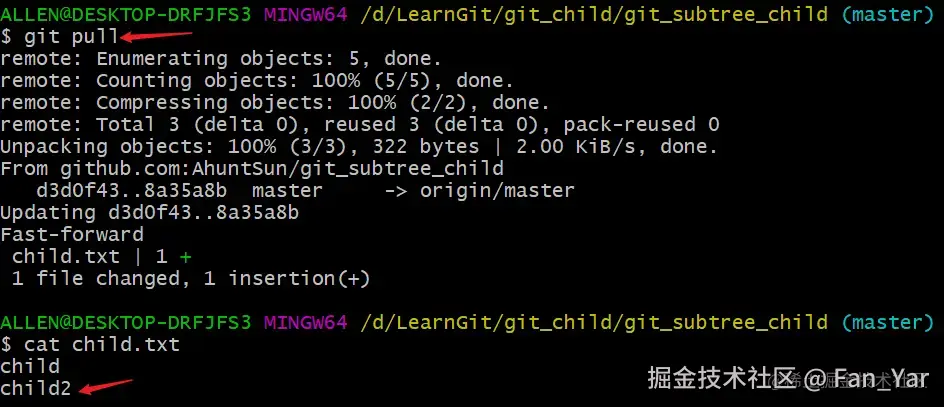 ALLEN@DESKTOP-DRFJFS3 MINGW64 /d/LearnGit/git_child/git_subtree_child (master)
$ git pull
remote: Enumerating objects: 5, done.
remote: Counting objects: 100% (5/5), done.
remote: Compressing objects: 100% (2/2), done.
remote: Total 3 (delta 0), reused 3 (delta 0), pack-reused 0
Unpacking objects: 100% (3/3), 322 bytes | 2.00 KiB/s, done.
From github.com:AhuntSun/git_subtree_child
   d3d0f43..8a35a8b  master     -> origin/master
Updating d3d0f43..8a35a8b
Fast-forward
 child.txt | 1 +
 1 file changed, 1 insertion(+)
ALLEN@DESKTOP-DRFJFS3 MINGW64 /d/LearnGit/git_child/git_subtree_child (master)
$ cat child.txt
child
child2
掘金技术社区 @ Fan_Yar